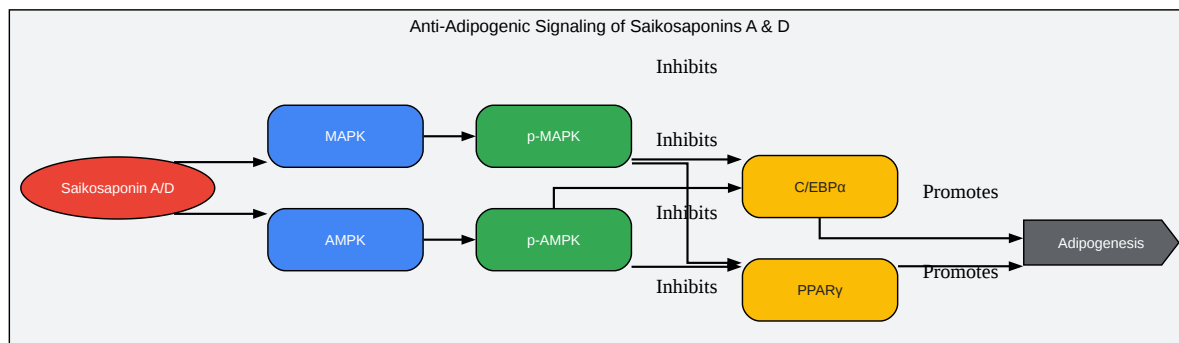 Anti-Adipogenic Signaling of Saikosaponins A & D
Inhibits
MAPK
p-MAPK
Inhibits
Saikosaponin A/D
C/EBPα
Promotes
Inhibits
AMPK
p-AMPK
Adipogenesis
Promotes
Inhibits
PPARγ